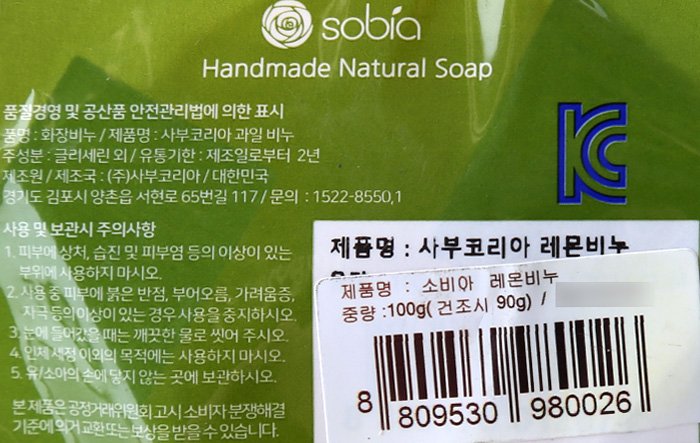 sobia
Handmade Natural Soap
품질경영 및 공산품 안전관리법에 의한 표시
품명 : 화장비누 / 제품명 : 사부코리아 과일 비누
주성분 : 글리세린 외 / 유통기한 : 제조일로부터 2년
제조원 / 제조국 : (주)사부코리아 / 대한민국
경기도 김포시 양촌읍 서현로 65번길 117 / 문의 : 1522-8550,1
사용 및 보관시 주의사항
1. 피부에 상처, 습진 및 피부염 등의 이상이 있는
부위에 사용하지 마시오.
2. 사용 중 피부에 붉은 반점, 부어오름, 가려움증,
자극 등의 이상이 있는 경우 사용을 중지하시오.
3. 눈에 들어갔을 때는 깨끗한 물로 씻어 주시오.
4. 인체 세정 이외의 목적에는 사용하지 마시오.
5. 유/소아의 손에 닿지 않는 곳에 보관하시오.
본 제품은 공정거래위원회 고시 소비자 분쟁해결
기준에 의거 교환 또는 보상을 받을 수 있습니다.
KC
제품명 : 사부코리아 레몬비누
제품명 : 소비아 레몬비누
중량 :100g( 건조시 90g) /
8 809530 980026